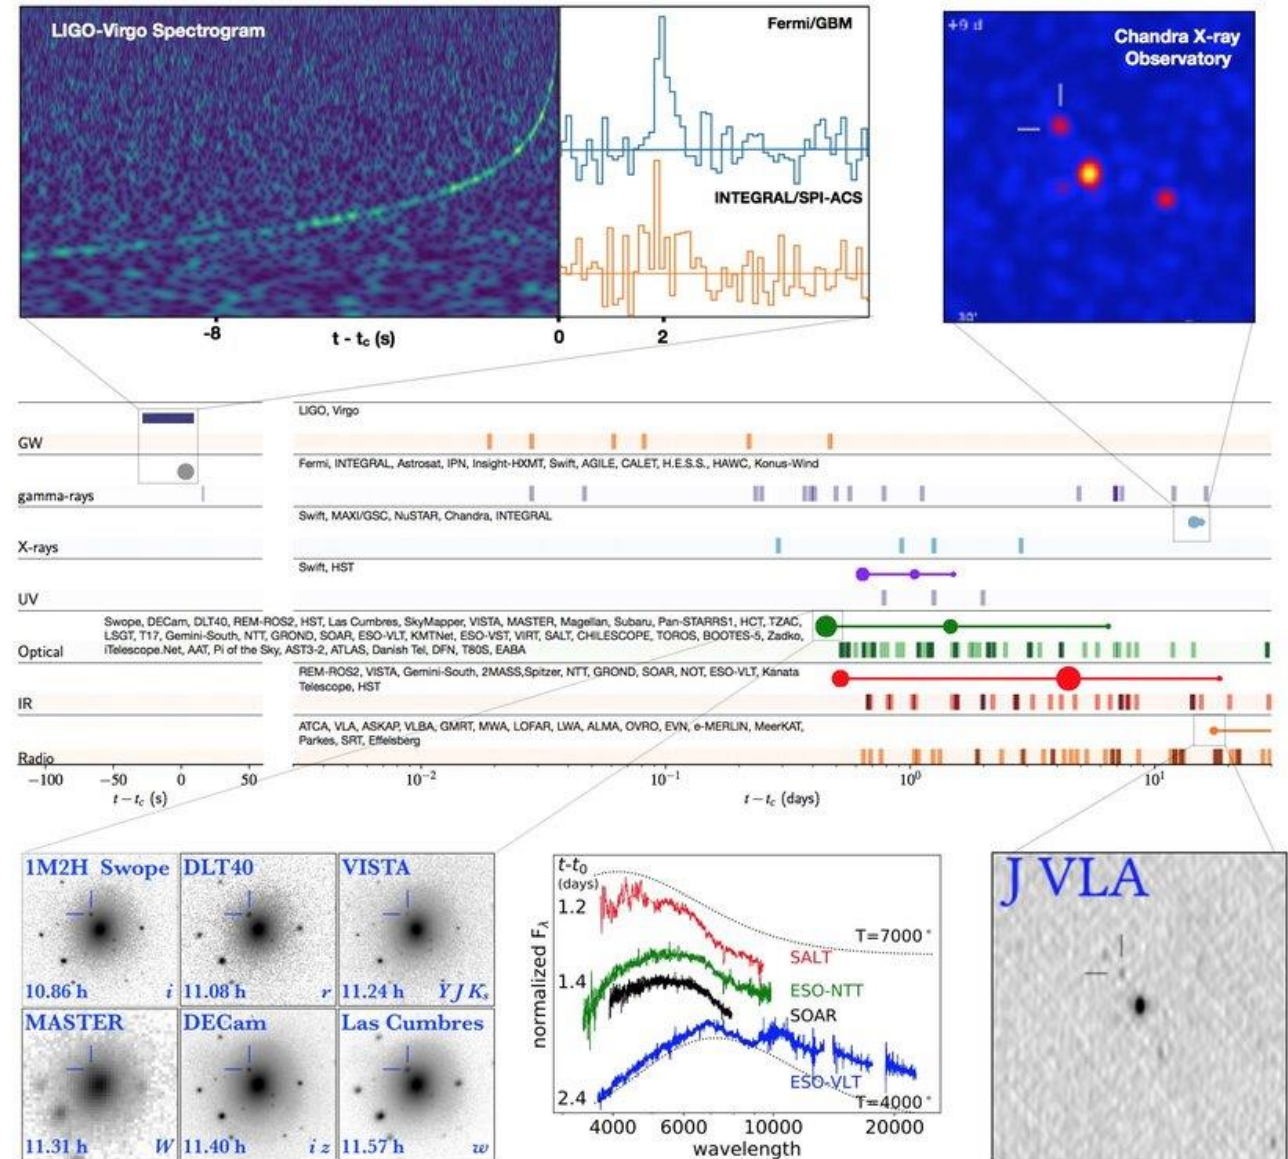 LIGO-Virgo Spectrogram
Fermi/GBM
INTEGRAL/SPI-ACS
-8
t - tc (s)
0
2
+9 d
Chandra X-ray
Observatory
30"
LIGO, Virgo
GW
Fermi, INTEGRAL, Astrosat, IPN, Insight-HXMT, Swift, AGILE, CALET, H.E.S.S., HAWC, Konus-Wind
gamma-rays
Swift, MAXI/GSC, NuSTAR, Chandra, INTEGRAL
X-rays
Swift, HST
UV
Swope, DECam, DLT40, REM-ROS2, HST, Las Cumbres, SkyMapper, VISTA, MASTER, Magellan, Subaru, Pan-STARRS1, HCT, TZAC,
LSGT, T17, Gemini-South, NTT, GROND, SOAR, ESO-VLT, KMTNet, ESO-VST, VIRT, SALT, CHILESCOPE, TOROS, BOOTES-5, Zadko,
iTelescope.Net, AAT, Pi of the Sky, AST3-2, ATLAS, Danish Tel, DFN, T80S, EABA
Optical
REM-ROS2, VISTA, Gemini-South, 2MASS,Spitzer, NTT, GROND, SOAR, NOT, ESO-VLT, Kanata
Telescope, HST
IR
ATCA, VLA, ASKAP, VLBA, GMRT, MWA, LOFAR, LWA, ALMA, OVRO, EVN, e-MERLIN, MeerKAT,
Parkes, SRT, Effelsberg
Radio
−100 −50 0 50 10⁻² 10⁻¹ 10⁰ 10¹
t − tc (s)
t − tc (days)
1M2H Swope
10.86 h i
DLT40
11.08 h r
VISTA
11.24 h YJKs
MASTER
11.31 h W
DECam
11.40 h iz
Las Cumbres
11.57 h w
t-t0
(days)
1.2
1.4
2.4
normalized Fλ
T=7000°
SALT
ESO-NTT
SOAR
ESO-VLT
T=4000°
4000 6000 10000 20000
wavelength
J VLA